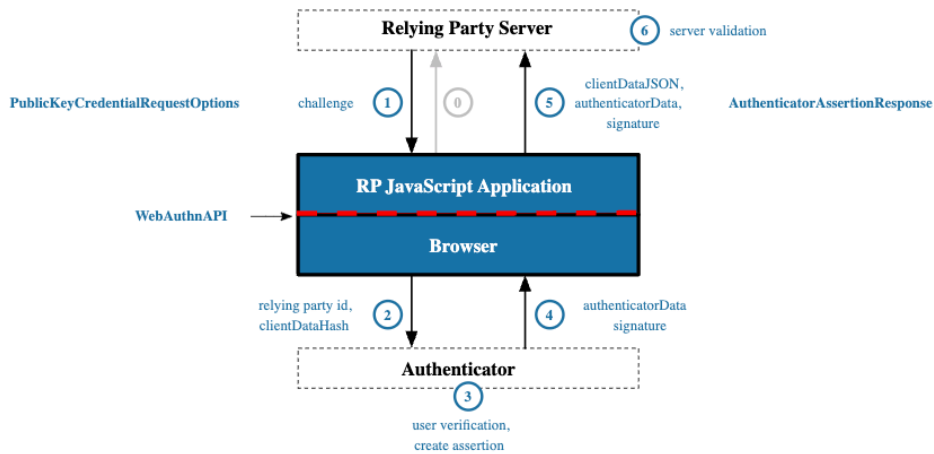 Relying Party Server
6
server validation
PublicKeyCredentialRequestOptions
challenge
1
0
5
clientDataJSON,
authenticatorData,
signature
AuthenticatorAssertionResponse
RP JavaScript Application
WebAuthnAPI
Browser
relying party id,
clientDataHash
2
4
authenticatorData
signature
Authenticator
3
user verification,
create assertion